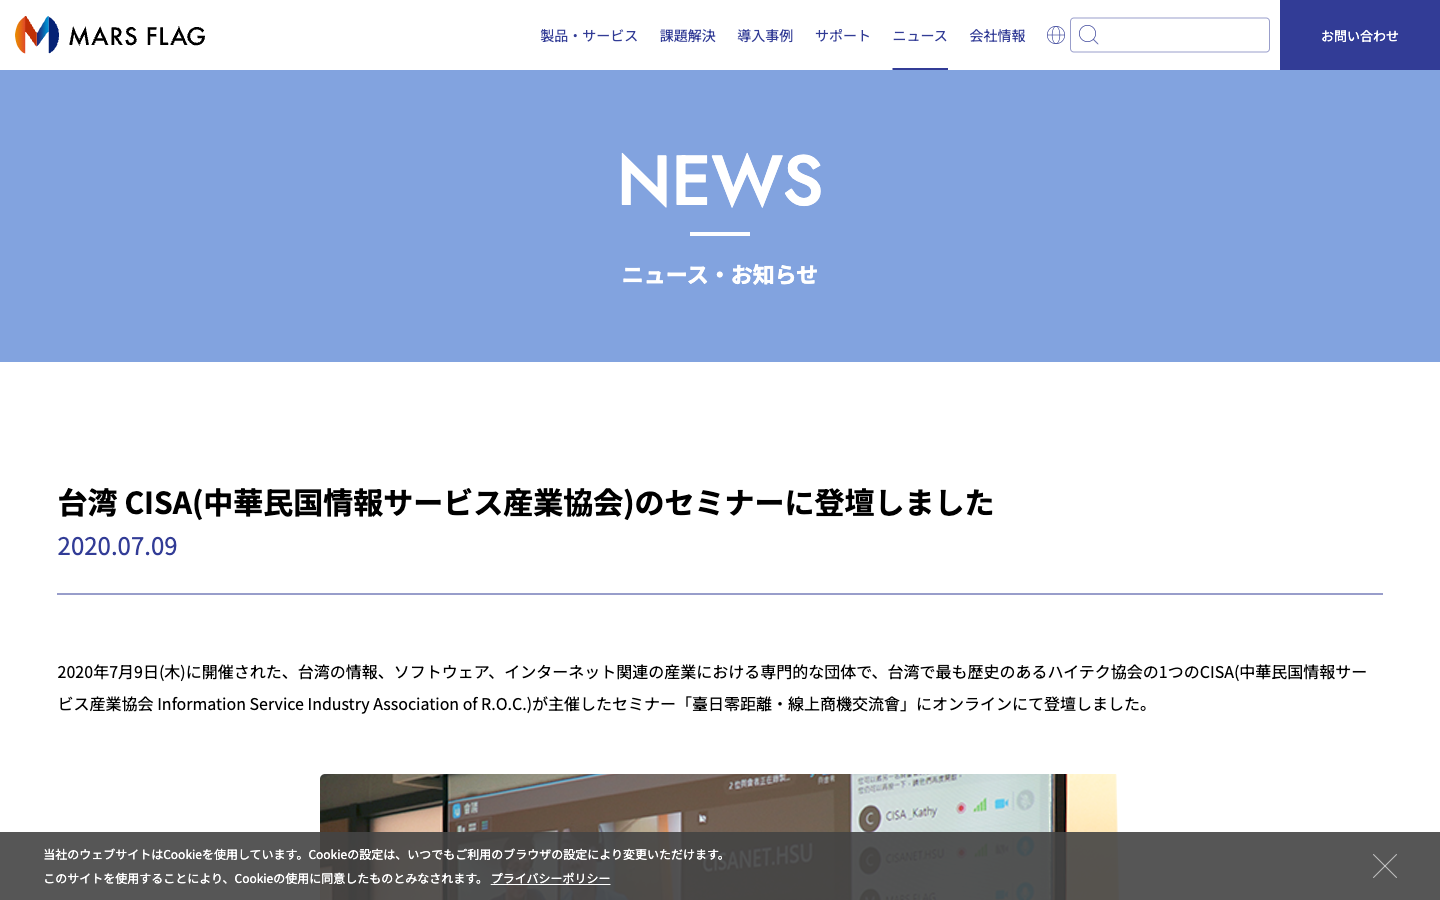 MARS FLAG
製品・サービス 課題解決 導入事例 サポート ニュース 会社情報
お問い合わせ
NEWS
ニュース・お知らせ
台湾 CISA(中華民国情報サービス産業協会)のセミナーに登壇しました
2020.07.09
2020年7月9日(木)に開催された、台湾の情報、ソフトウェア、インターネット関連の産業における専門的な団体で、台湾で最も歴史のあるハイテク協会の1つのCISA(中華民国情報サー
ビス産業協会 Information Service Industry Association of R.O.C.)が主催したセミナー「臺日零距離・線上商機交流會」にオンラインにて登壇しました。
会議
C CISA_Kathy
CISANET.HSU
C CISANET.HSU
当社のウェブサイトはCookieを使用しています。Cookieの設定は、いつでもご利用のブラウザの設定により変更いただけます。
このサイトを使用することにより、Cookieの使用に同意したものとみなされます。 プライバシーポリシー